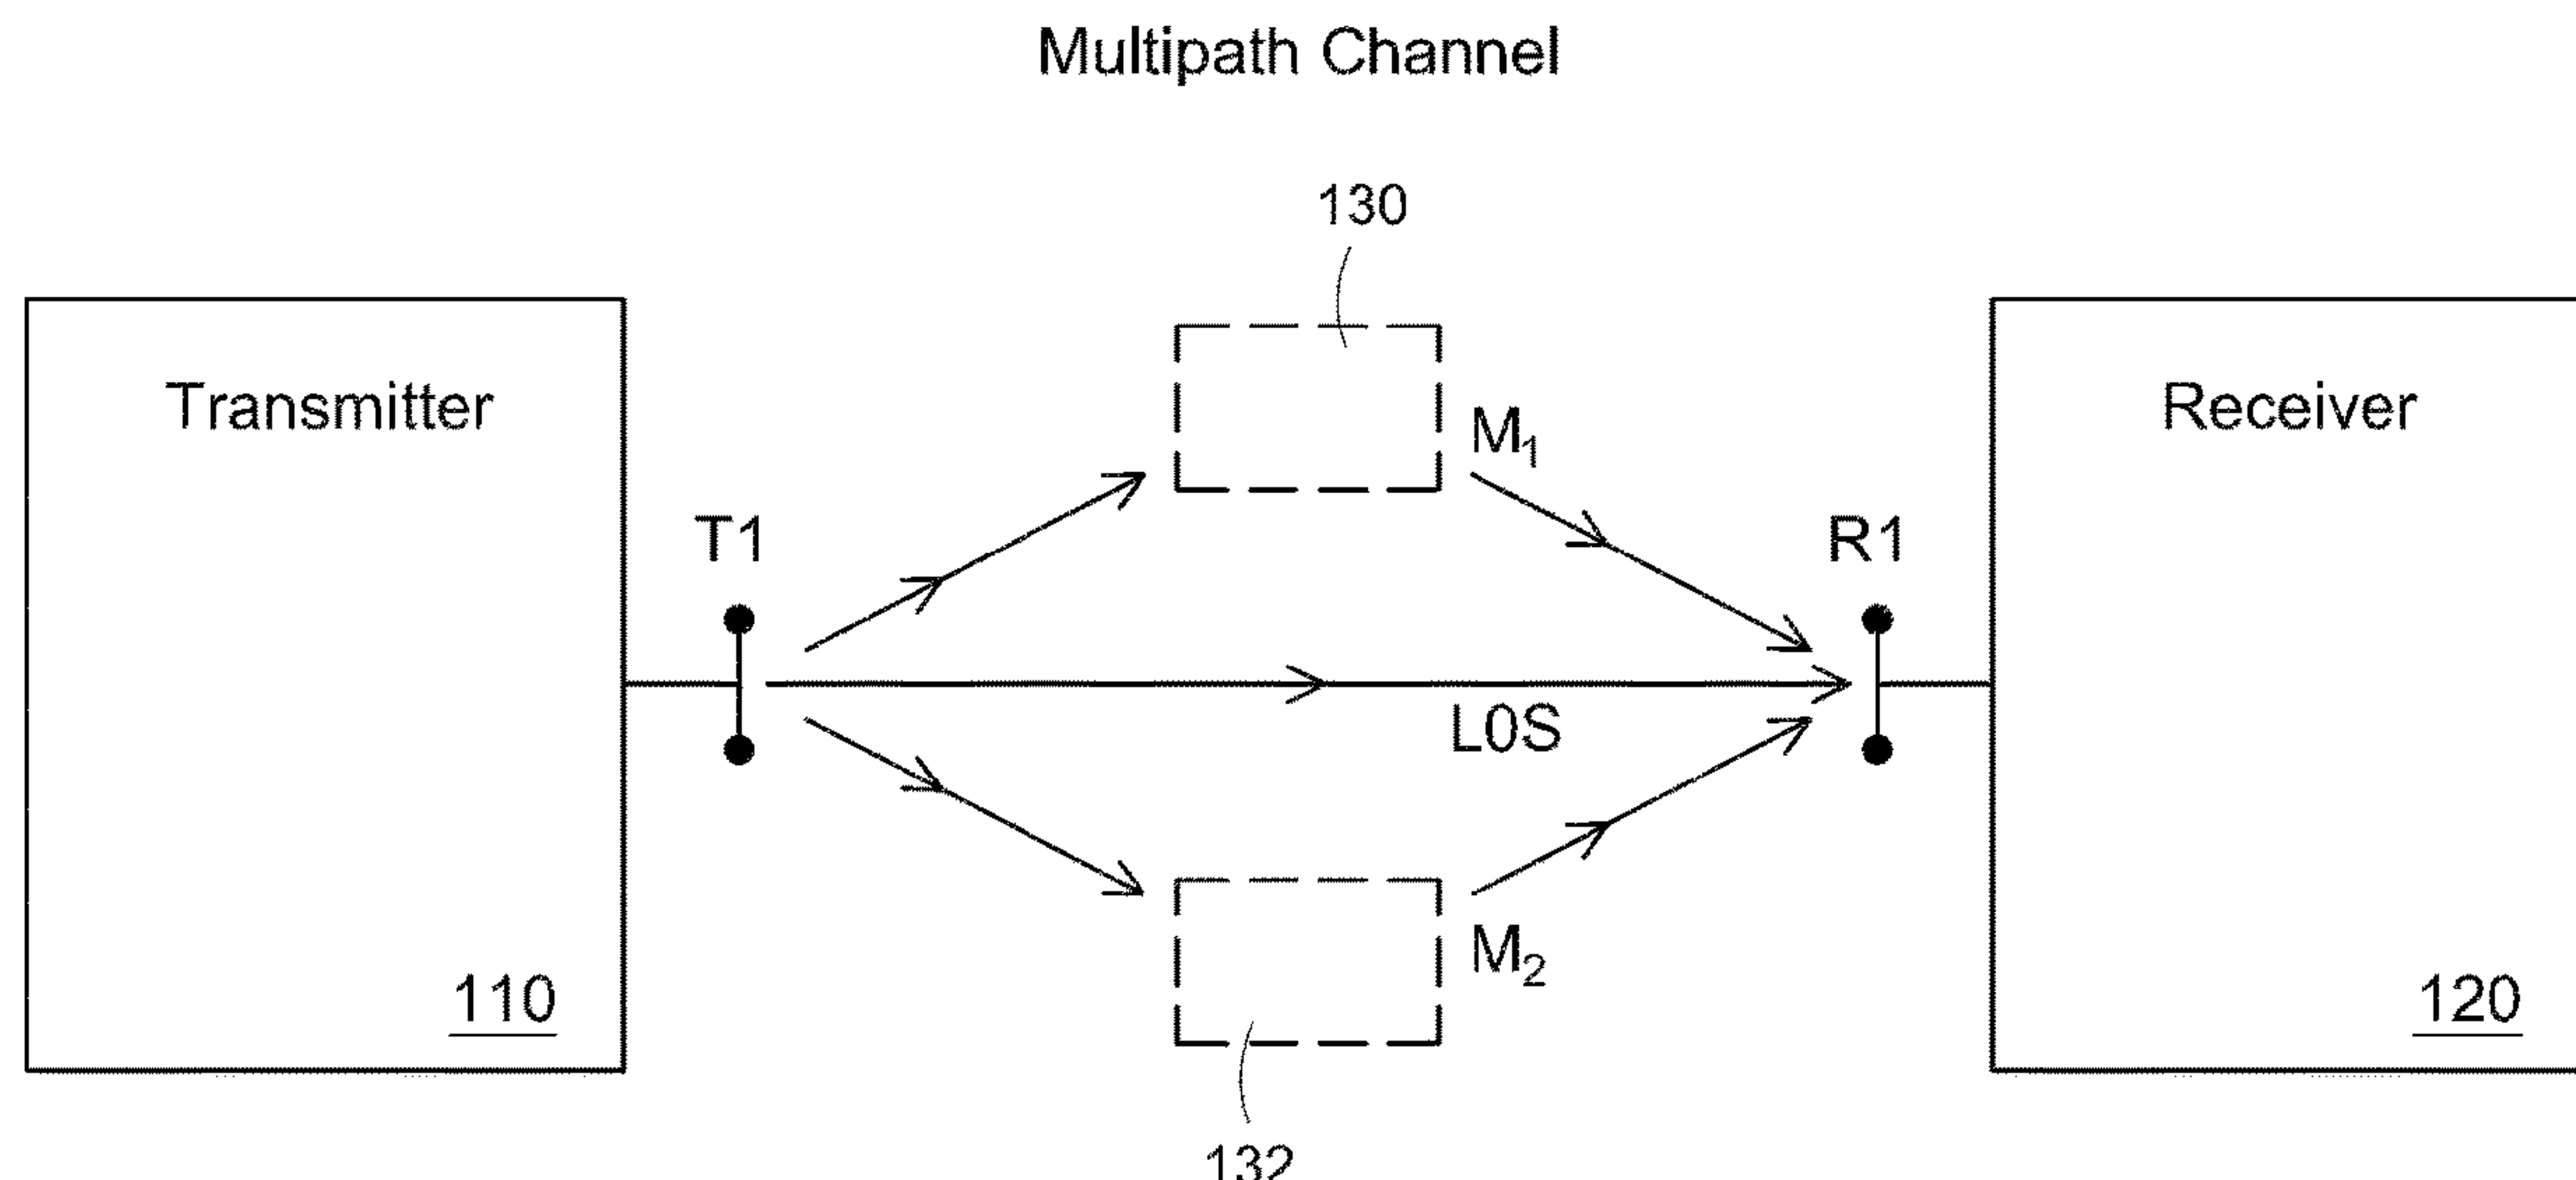 Multipath Channel
130
Transmitter
M1
Receiver
T1
R1
L0S
M2
110
120
132